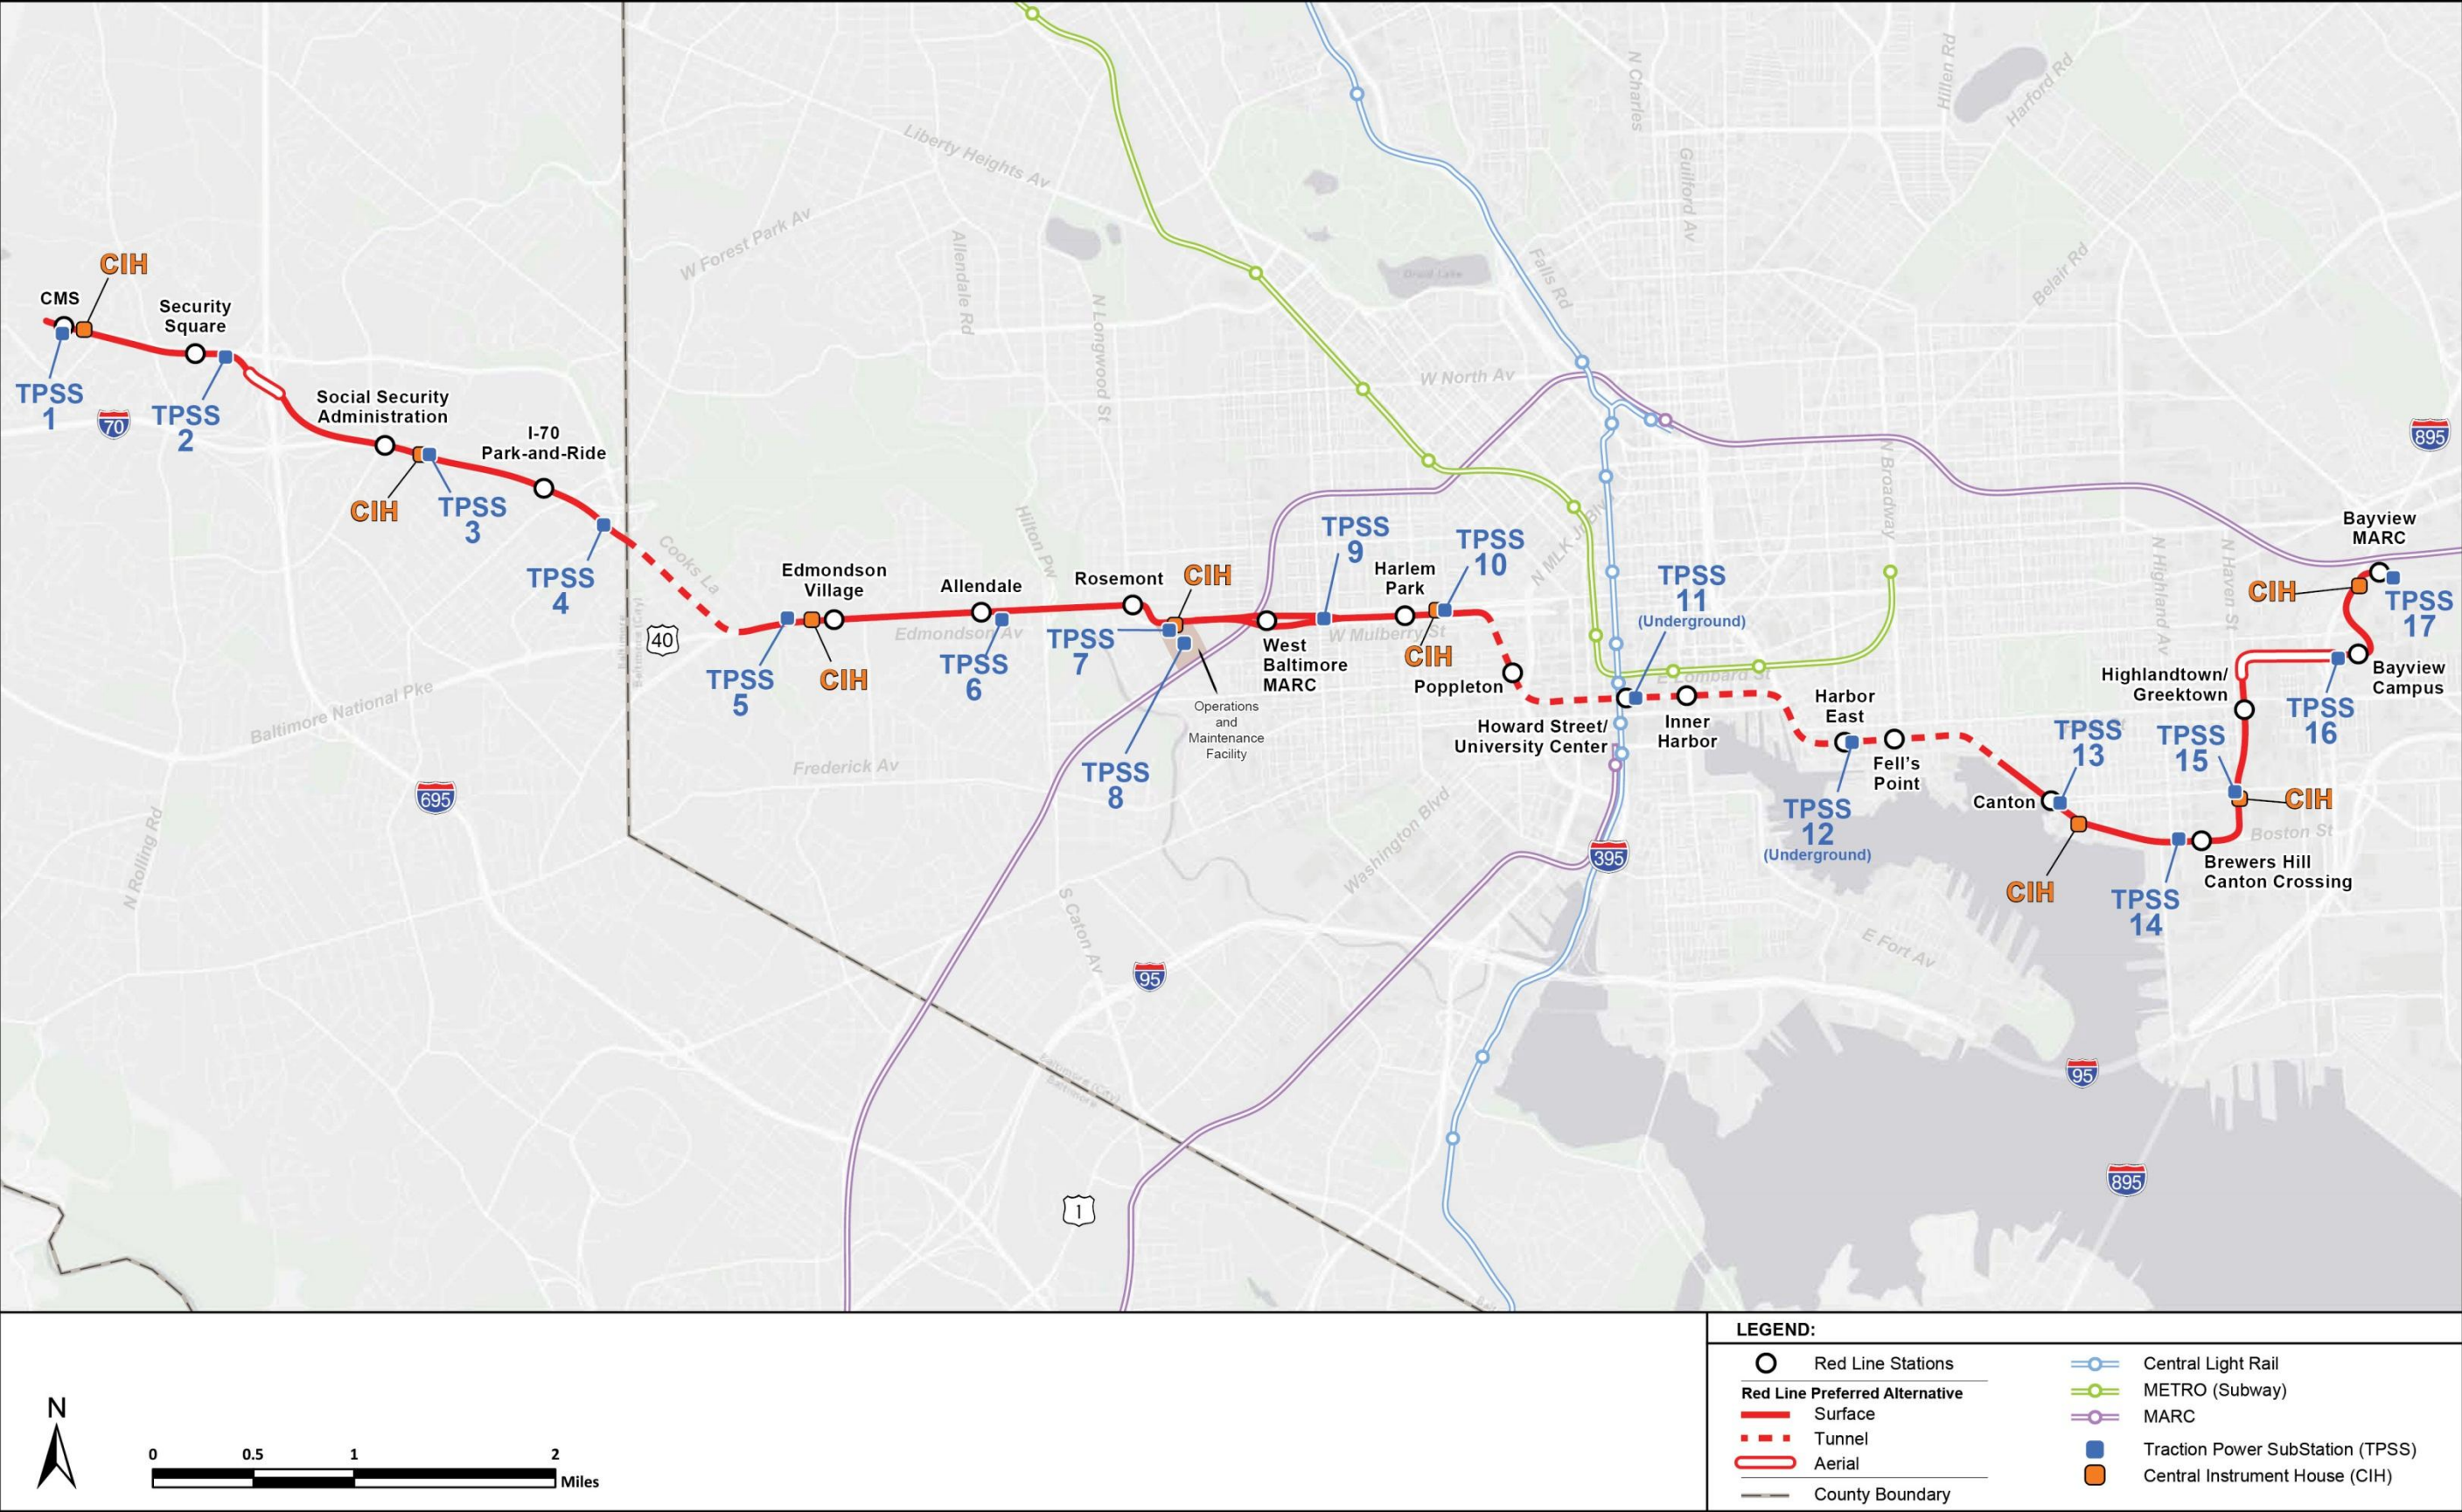 N Charles
Hillen Rd
Harford Rd
Liberty Heights Av
Guilford Av
W Forest Park Av
Allendale Rd
Falls Rd
Druid Lake
Belair Rd
CIH
CMS
Security
Square
N Longwood St
TPSS
1
70
TPSS
2
Social Security
Administration
I-70
Park-and-Ride
W North Av
895
N Broadway
CIH
TPSS
3
Cooks La
Hilton Pw
N MLK Jr Blv
N Highland Av
N Haven St
Bayview
MARC
TPSS
4
Edmondson
Village
Allendale
Rosemont
CIH
TPSS
9
Harlem
Park
TPSS
10
TPSS
11
(Underground)
CIH
TPSS
17
40
Baltimore (City)
TPSS
5
CIH
Edmondson Av
TPSS
6
TPSS
7
West
Baltimore
MARC
W Mulberry St
CIH
Poppleton
E Lombard St
Highlandtown/
Greektown
Bayview
Campus
Baltimore National Pke
Operations
and
Maintenance
Facility
Howard Street/
University Center
Inner
Harbor
Harbor
East
Fell's
Point
TPSS
13
TPSS
15
TPSS
16
Frederick Av
TPSS
8
695
N Rolling Rd
Washington Blvd
395
TPSS
12
(Underground)
Canton
CIH
Boston St
Brewers Hill
Canton Crossing
CIH
TPSS
14
S Caton Av
95
E Fort Av
Baltimore (City)
Baltimore
95
895
1
LEGEND:
Red Line Stations
Red Line Preferred Alternative
Surface
Tunnel
Aerial
County Boundary
Central Light Rail
METRO (Subway)
MARC
Traction Power SubStation (TPSS)
Central Instrument House (CIH)
N
0 0.5 1 2
Miles